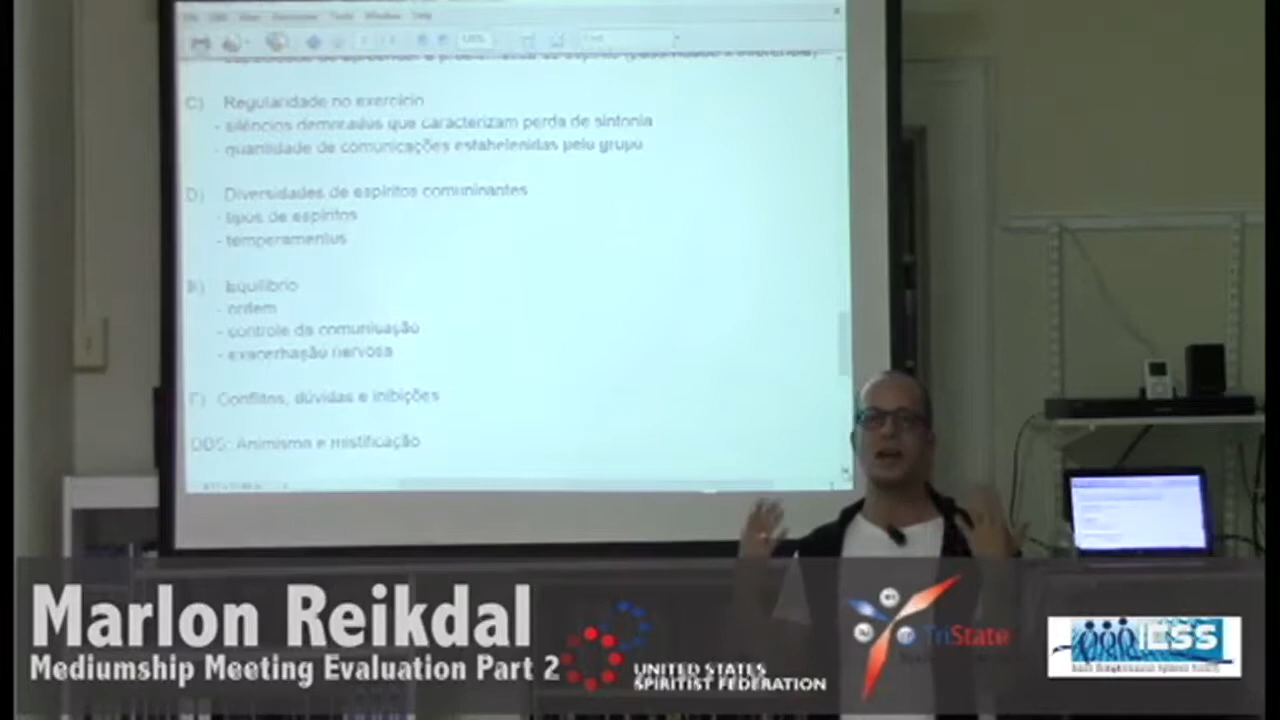 C) Regularidade no exercício
- silêncios demorados que caracterizam perda de sintonia
- quantidade de comunicações estabelecidas pelo grupo
D) Diversidades de espíritos comunicantes
- tipos de espíritos
- temperamentos
E) Equilíbrio
- ordem
- controle da comunicação
- exacerbação nervosa
F) Conflitos, dúvidas e inibições
OBS: Animismo e mistificação
Marlon Reikdal
Mediumship Meeting Evaluation Part 2
UNITED STATES
SPIRITIST FEDERATION
TriState
ESS